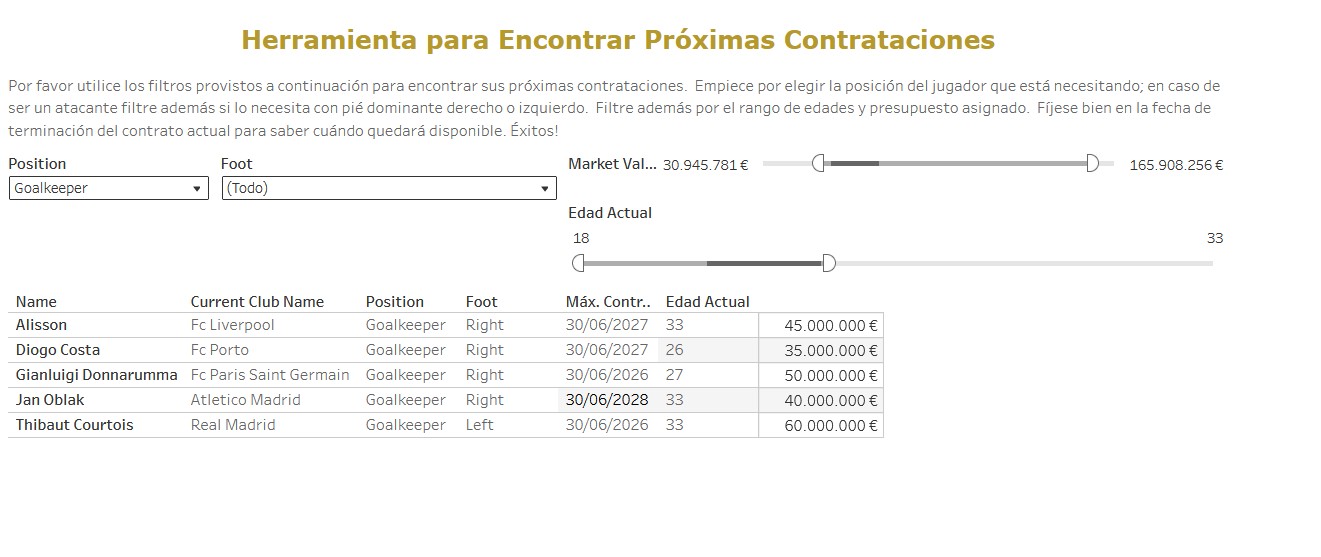 Herramienta para Encontrar Próximas Contrataciones
Por favor utilice los filtros provistos a continuación para encontrar sus próximas contrataciones. Empiece por elegir la posición del jugador que está necesitando; en caso de
ser un atacante filtre además si lo necesita con pié dominante derecho o izquierdo. Filtre además por el rango de edades y presupuesto asignado. Fíjese bien en la fecha de
terminación del contrato actual para saber cuándo quedará disponible. Éxitos!
Position Foot Market Val... 30.945.781 € 165.908.256 €
Goalkeeper (Todo)
Edad Actual
18 33
Name Current Club Name Position Foot Máx. Contr.. Edad Actual
Alisson Fc Liverpool Goalkeeper Right 30/06/2027 33 45.000.000 €
Diogo Costa Fc Porto Goalkeeper Right 30/06/2027 26 35.000.000 €
Gianluigi Donnarumma Fc Paris Saint Germain Goalkeeper Right 30/06/2026 27 50.000.000 €
Jan Oblak Atletico Madrid Goalkeeper Right 30/06/2028 33 40.000.000 €
Thibaut Courtois Real Madrid Goalkeeper Left 30/06/2026 33 60.000.000 €